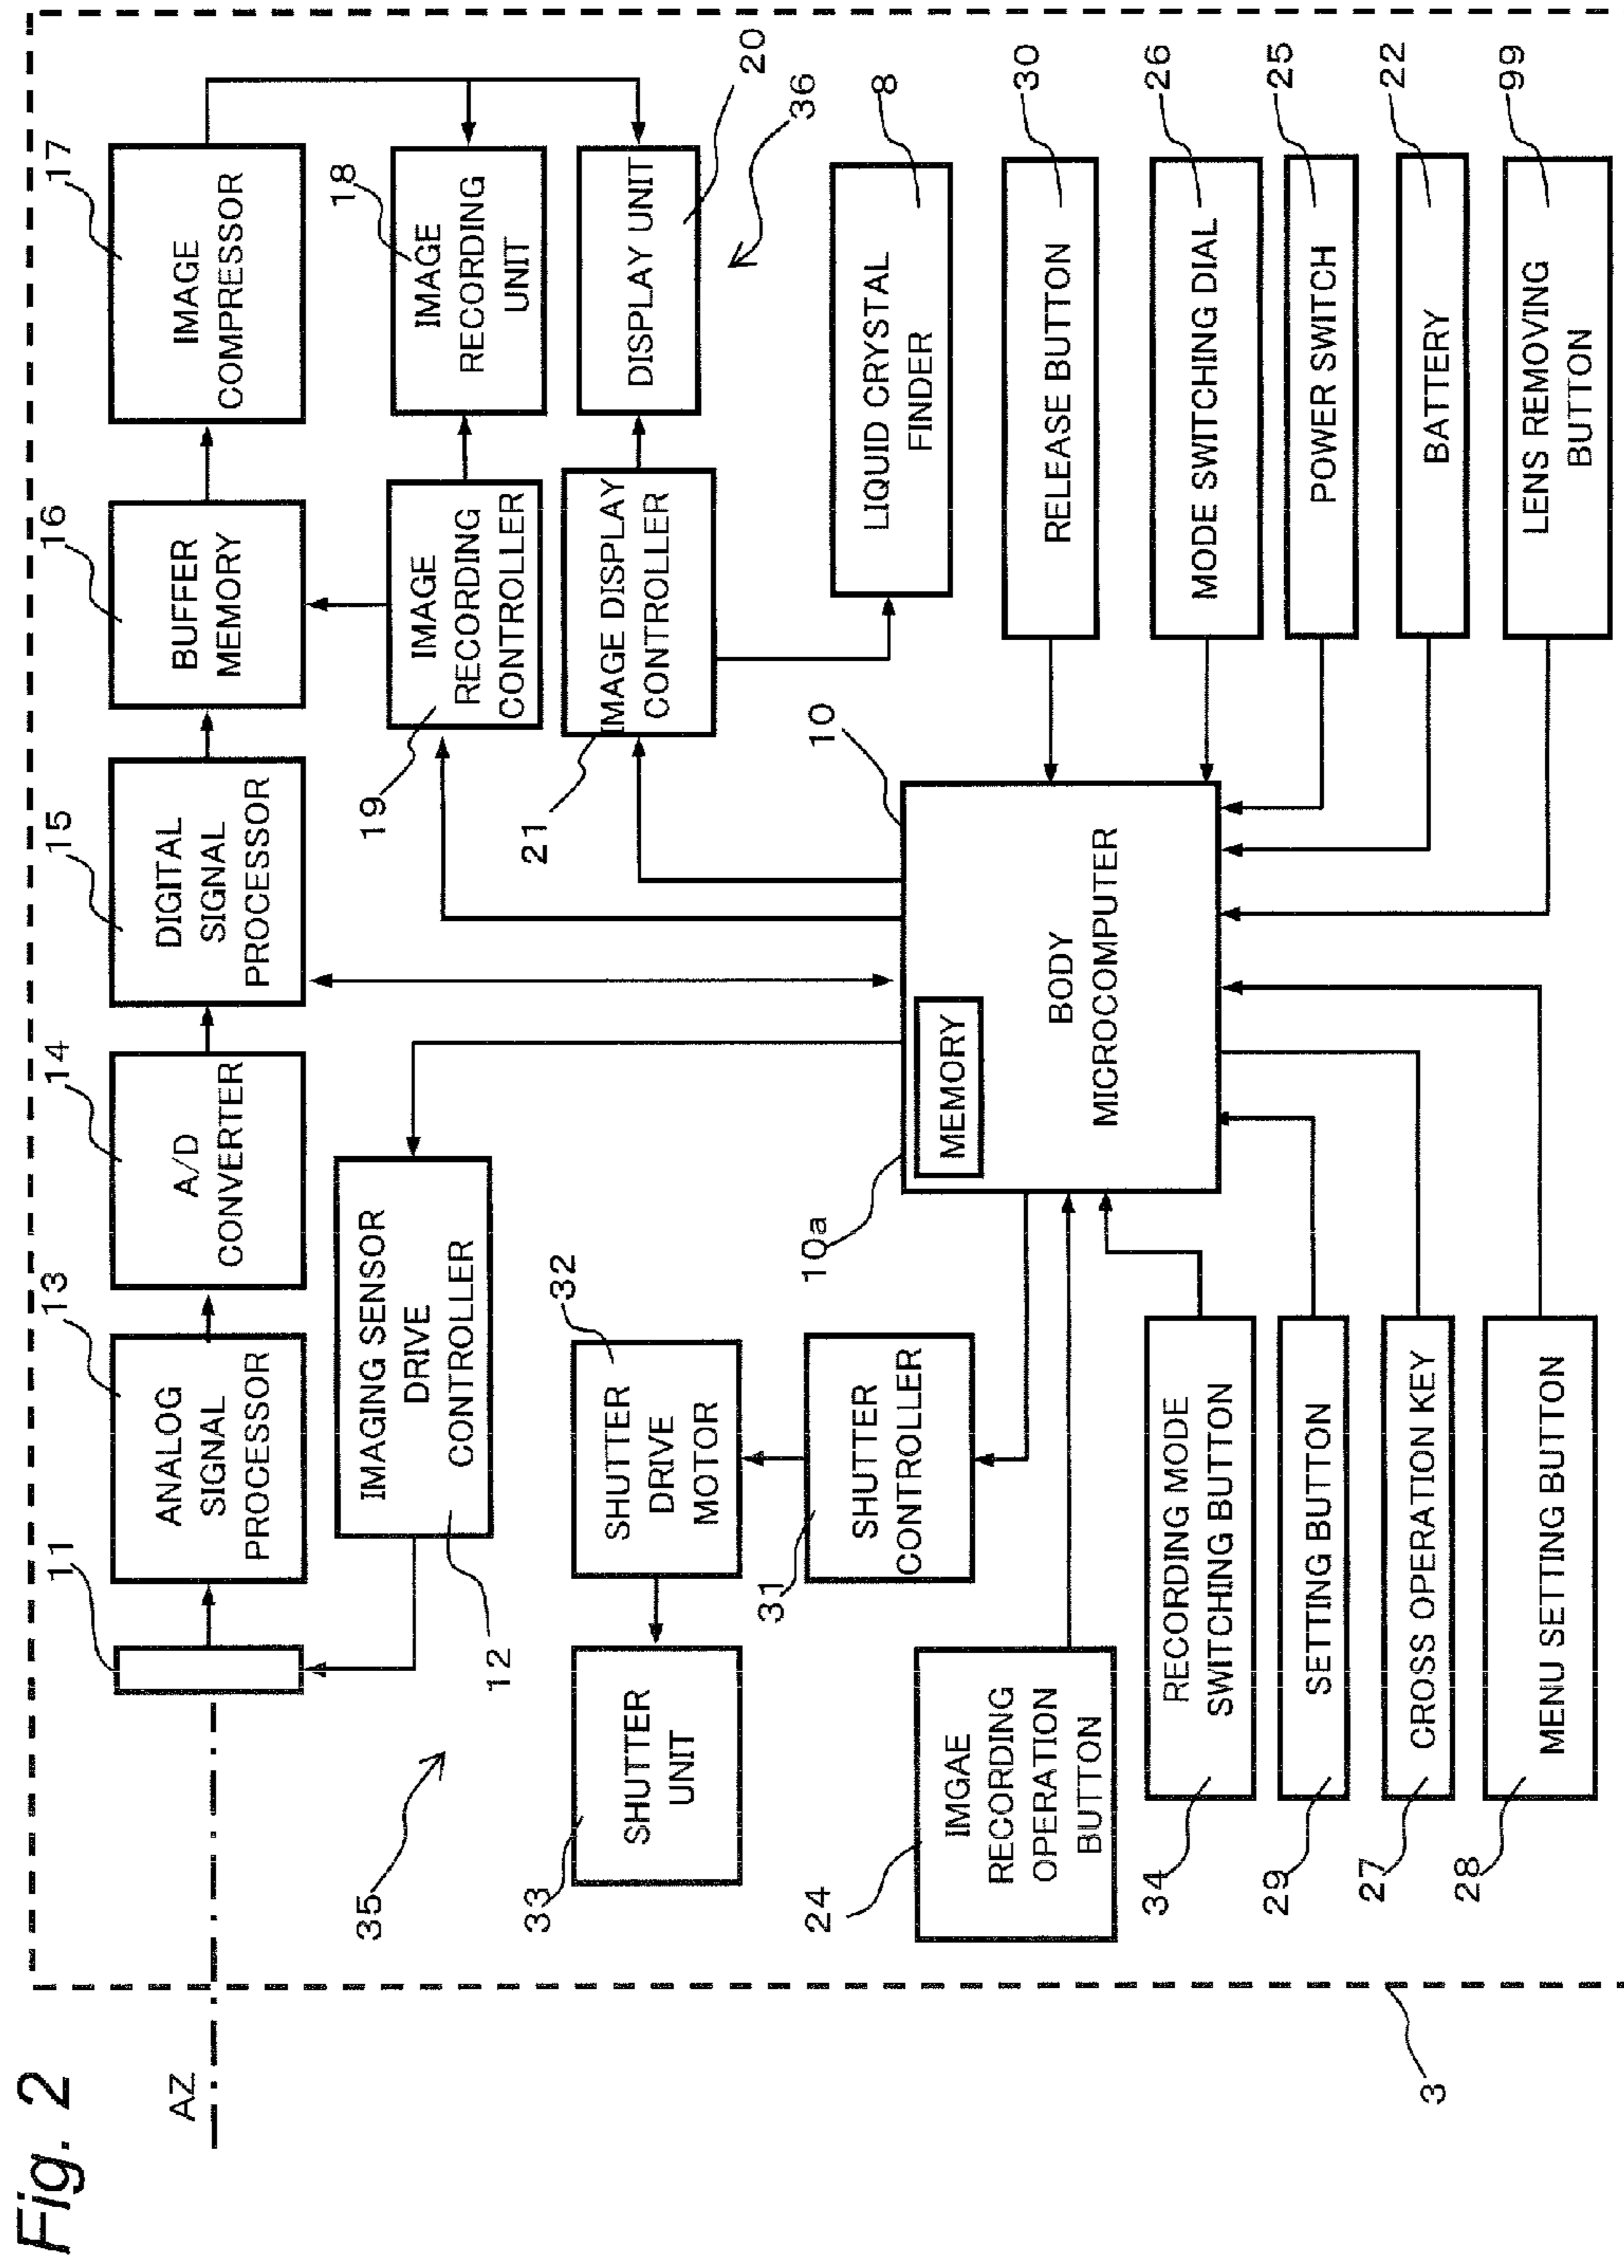 Fig. 2
AZ
3
11
13
14
15
16
17
ANALOG
SIGNAL
PROCESSOR
A/D
CONVERTER
DIGITAL
SIGNAL
PROCESSOR
BUFFER
MEMORY
IMAGE
COMPRESSOR
IMAGING SENSOR
DRIVE
CONTROLLER
12
35
19
IMAGE
RECORDING
CONTROLLER
18
IMAGE
RECORDING
UNIT
21
IMAGE DISPLAY
CONTROLLER
DISPLAY UNIT
20
36
33
SHUTTER
UNIT
32
SHUTTER
DRIVE
MOTOR
31
SHUTTER
CONTROLLER
LIQUID CRYSTAL
FINDER
8
10a
10
MEMORY
BODY
MICROCOMPUTER
24
IMGAE
RECORDING
OPERATION
BUTTON
RELEASE BUTTON
30
34
RECORDING MODE
SWITCHING BUTTON
MODE SWITCHING DIAL
26
29
SETTING BUTTON
POWER SWITCH
25
27
CROSS OPERATION KEY
BATTERY
22
28
MENU SETTING BUTTON
LENS REMOVING
BUTTON
99